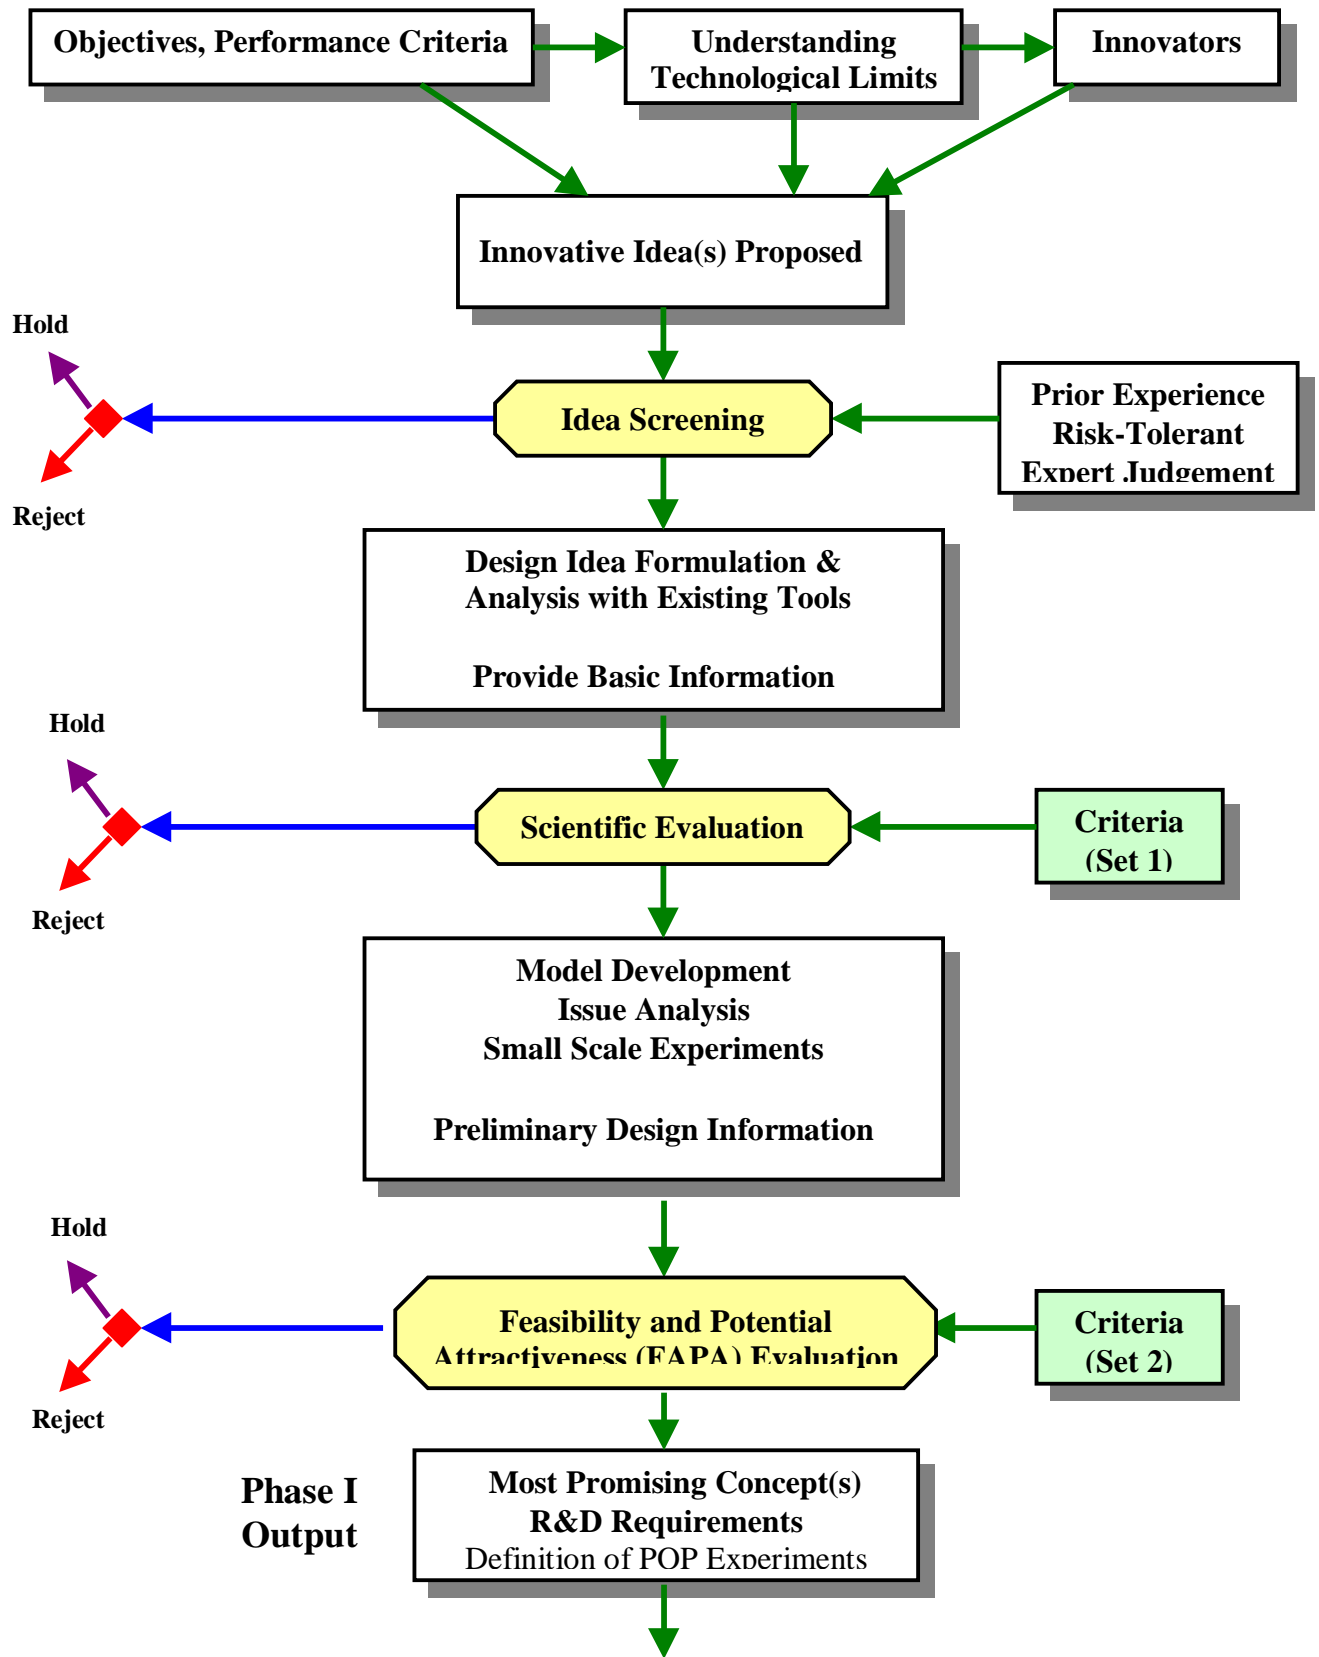 Objectives, Performance Criteria
Understanding
Technological Limits
Innovators
Innovative Idea(s) Proposed
Hold
Idea Screening
Prior Experience
Risk-Tolerant
Expert Judgement
Reject
Design Idea Formulation &
Analysis with Existing Tools
Provide Basic Information
Hold
Scientific Evaluation
Criteria
(Set 1)
Reject
Model Development
Issue Analysis
Small Scale Experiments
Preliminary Design Information
Hold
Feasibility and Potential
Attractiveness (FAPA) Evaluation
Criteria
(Set 2)
Reject
Phase I
Output
Most Promising Concept(s)
R&D Requirements
Definition of POP Experiments